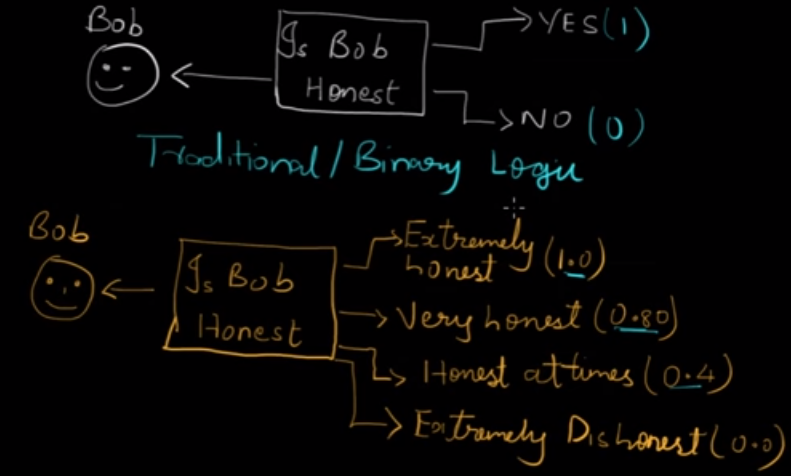 Bob
Is Bob
Honest
YES (1)
NO (0)
Traditional / Binary Logic
Bob
Is Bob
Honest
Extremely
honest (1.0)
Very honest (0.80)
Honest at times (0.4)
Extremely Dishonest (0.0)